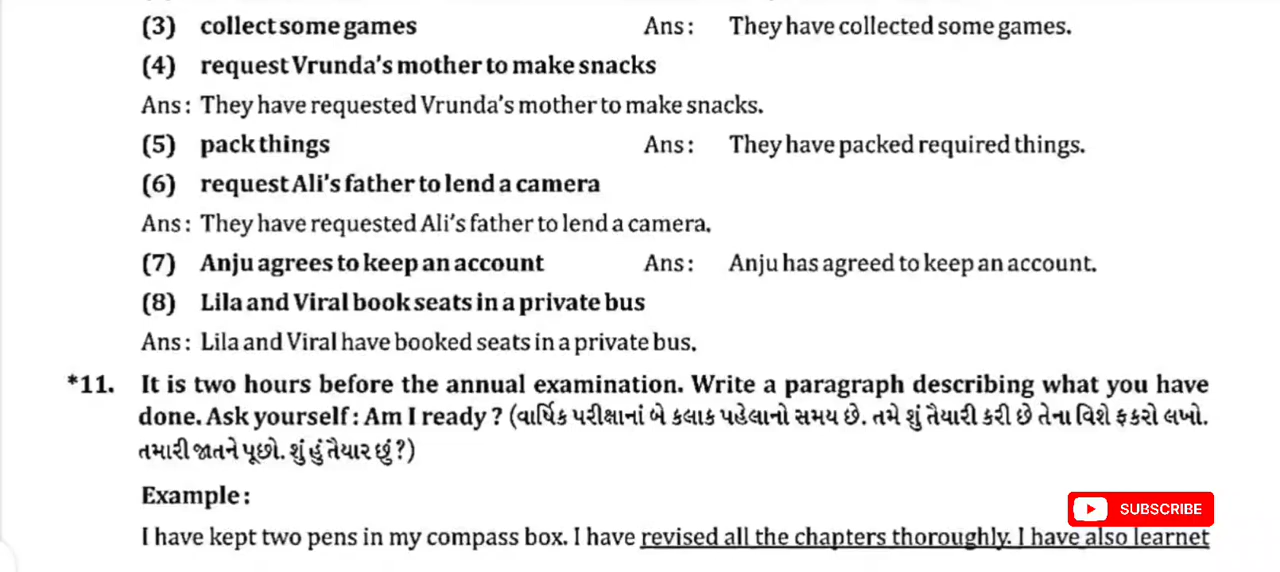 (3) collect some games Ans: They have collected some games.
(4) request Vrunda's mother to make snacks
Ans: They have requested Vrunda's mother to make snacks.
(5) pack things Ans: They have packed required things.
(6) request Ali's father to lend a camera
Ans: They have requested Ali's father to lend a camera.
(7) Anju agrees to keep an account Ans: Anju has agreed to keep an account.
(8) Lila and Viral book seats in a private bus
Ans: Lila and Viral have booked seats in a private bus.
*11. It is two hours before the annual examination. Write a paragraph describing what you have
done. Ask yourself: Am I ready? (વાર્ષિક પરીક્ષાનાં બે કલાક પહેલાનો સમય છે. તમે શું તૈયારી કરી છે તેના વિશે ફકરો લખો.
તમારી જાતને પૂછો. શું હું તૈયાર છું?)
Example:
SUBSCRIBE
I have kept two pens in my compass box. I have revised all the chapters thoroughly. I have also learnet